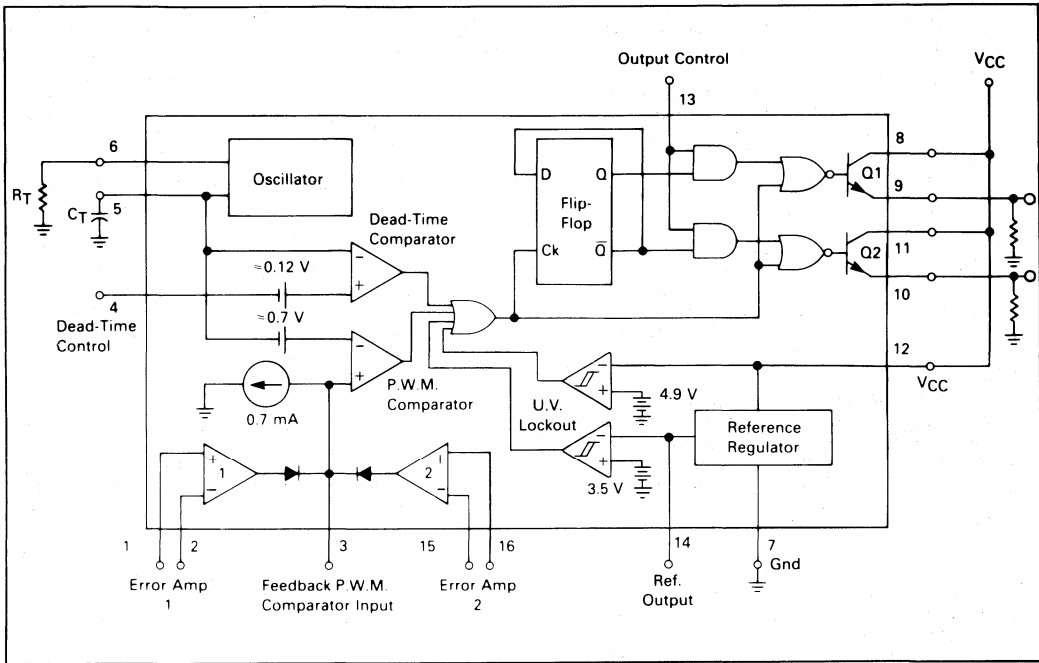 Output Control
VCC
13
6
8
Oscillator
D
Q
Q1
RT
Flip-
Flop
9
CT
5
Dead-Time
Comparator
11
Ck
Q̅
Q2
−
+
≈0.12 V
10
4
≈0.7 V
Dead-Time
Control
−
+
12
−
+
P.W.M.
Comparator
4.9 V
VCC
U.V.
Lockout
0.7 mA
Reference
Regulator
−
+
+
1
−
+
2
−
3.5 V
1
2
3
15
16
14
7
Gnd
Error Amp
1
Feedback P.W.M.
Comparator Input
Error Amp
2
Ref.
Output